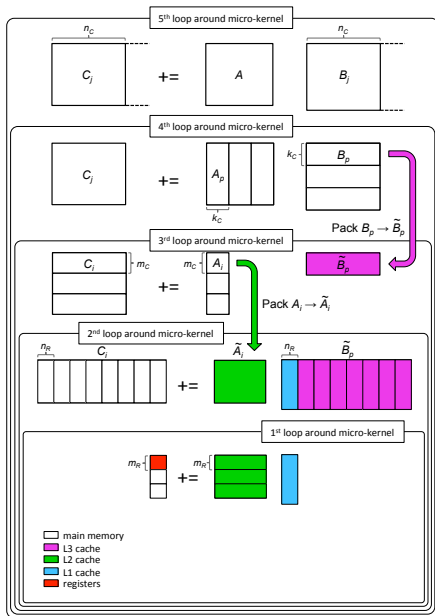 5th loop around micro-kernel
n_C n_C
C_j += A B_j
4th loop around micro-kernel
C_j += A_p k_C B_p
k_C
Pack B_p → B̃_p
3rd loop around micro-kernel
C_i m_C += m_C A_i B̃_p
Pack A_i → Ã_i
2nd loop around micro-kernel
n_R C_i Ã_i n_R B̃_p
+=
1st loop around micro-kernel
m_R += m_R
main memory
L3 cache
L2 cache
L1 cache
registers